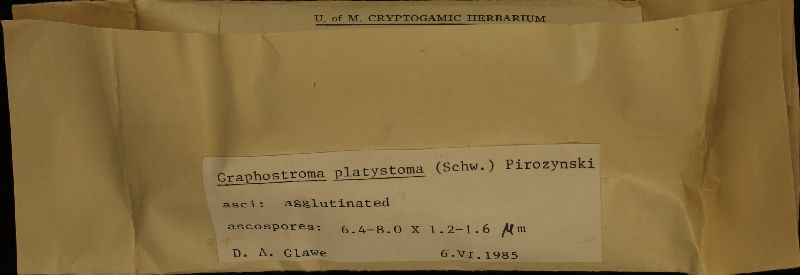 U. of M. CRYPTOGAMIC HERBARIUM
Graphostroma platystoma (Schw.) Pirozynski
asci: agglutinated
ascospores: 6.4-8.0 X 1.2-1.6 µm
D. A. Glawe 6.VI.1985